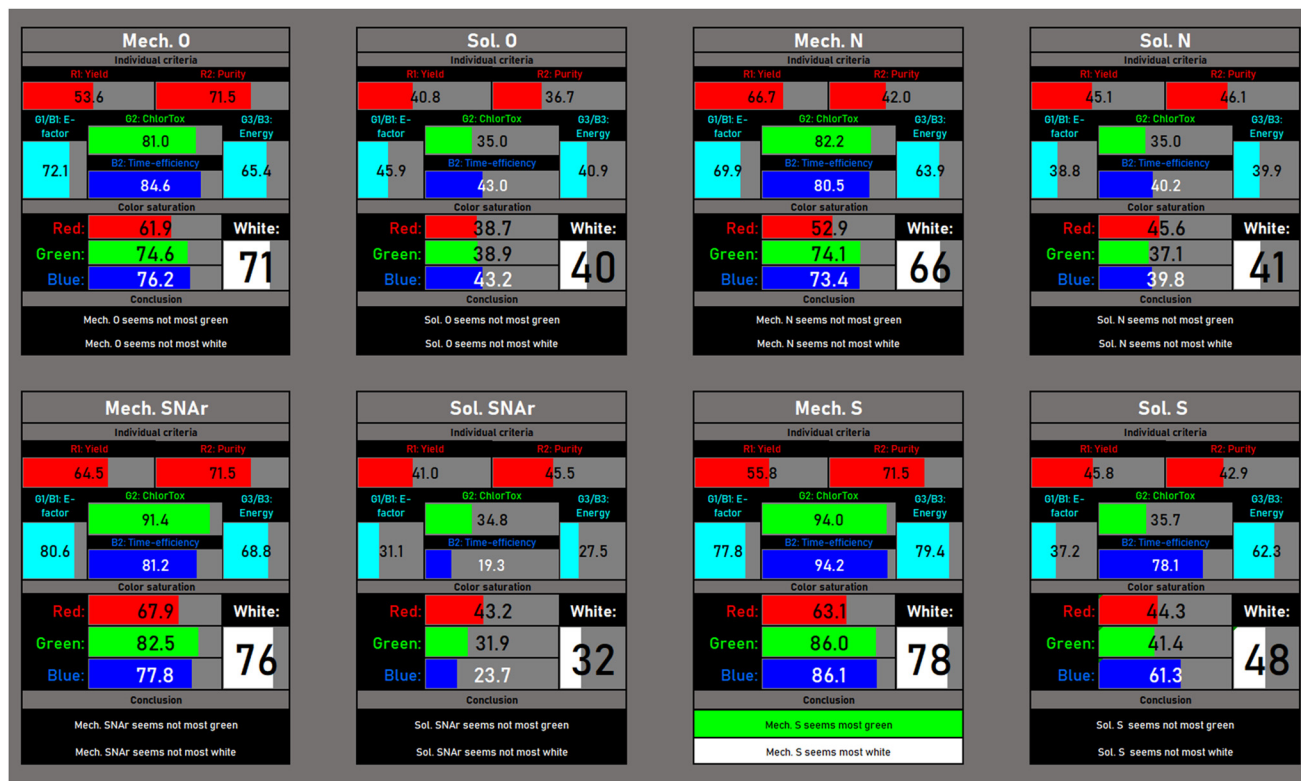 Mech. O
Individual criteria
R1: Yield R2: Purity
53.6 71.5
G1/B1: E-factor G2: ChlorTox G3/B3: Energy
81.0
72.1 B2: Time-efficiency 65.4
84.6
Color saturation
Red: 61.9 White:
Green: 74.6 71
Blue: 76.2
Conclusion
Mech. O seems not most green
Mech. O seems not most white
Sol. O
Individual criteria
R1: Yield R2: Purity
40.8 36.7
G1/B1: E-factor G2: ChlorTox G3/B3: Energy
35.0
45.9 B2: Time-efficiency 40.9
43.0
Color saturation
Red: 38.7 White:
Green: 38.9 40
Blue: 43.2
Conclusion
Sol. O seems not most green
Sol. O seems not most white
Mech. N
Individual criteria
R1: Yield R2: Purity
66.7 42.0
G1/B1: E-factor G2: ChlorTox G3/B3: Energy
82.2
69.9 B2: Time-efficiency 63.9
80.5
Color saturation
Red: 52.9 White:
Green: 74.1 66
Blue: 73.4
Conclusion
Mech. N seems not most green
Mech. N seems not most white
Sol. N
Individual criteria
R1: Yield R2: Purity
45.1 46.1
G1/B1: E-factor G2: ChlorTox G3/B3: Energy
35.0
38.8 B2: Time-efficiency 39.9
40.2
Color saturation
Red: 45.6 White:
Green: 37.1 41
Blue: 39.8
Conclusion
Sol. N seems not most green
Sol. N seems not most white
Mech. SNAr
Individual criteria
R1: Yield R2: Purity
64.5 71.5
G1/B1: E-factor G2: ChlorTox G3/B3: Energy
91.4
80.6 B2: Time-efficiency 68.8
81.2
Color saturation
Red: 67.9 White:
Green: 82.5 76
Blue: 77.8
Conclusion
Mech. SNAr seems not most green
Mech. SNAr seems not most white
Sol. SNAr
Individual criteria
R1: Yield R2: Purity
41.0 45.5
G1/B1: E-factor G2: ChlorTox G3/B3: Energy
34.8
31.1 B2: Time-efficiency 27.5
19.3
Color saturation
Red: 43.2 White:
Green: 31.9 32
Blue: 23.7
Conclusion
Sol. SNAr seems not most green
Sol. SNAr seems not most white
Mech. S
Individual criteria
R1: Yield R2: Purity
55.8 71.5
G1/B1: E-factor G2: ChlorTox G3/B3: Energy
94.0
77.8 B2: Time-efficiency 79.4
94.2
Color saturation
Red: 63.1 White:
Green: 86.0 78
Blue: 86.1
Conclusion
Mech. S seems most green
Mech. S seems most white
Sol. S
Individual criteria
R1: Yield R2: Purity
45.8 42.9
G1/B1: E-factor G2: ChlorTox G3/B3: Energy
35.7
37.2 B2: Time-efficiency 62.3
78.1
Color saturation
Red: 44.3 White:
Green: 41.4 48
Blue: 61.3
Conclusion
Sol. S seems not most green
Sol. S seems not most white